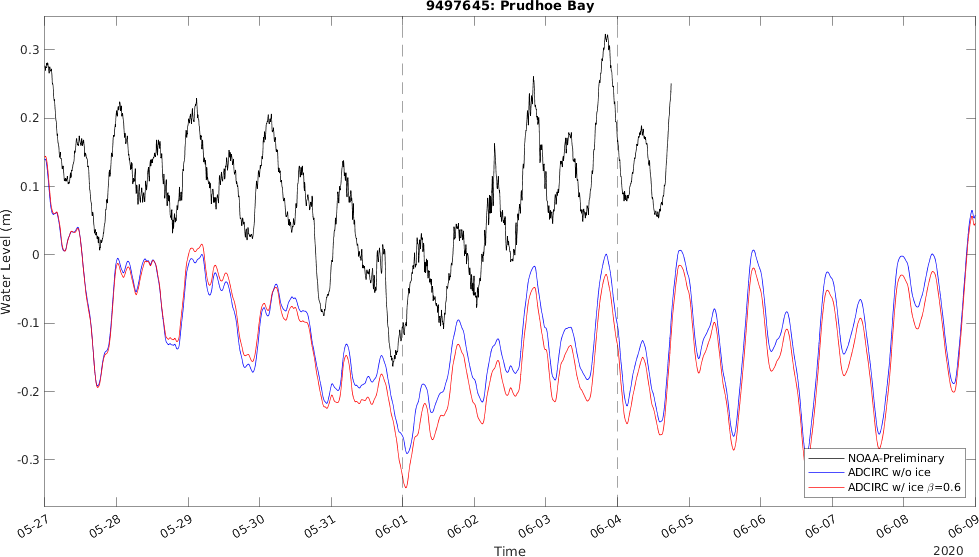 9497645: Prudhoe Bay
Water Level (m)
0.3
0.2
0.1
0
-0.1
-0.2
-0.3
NOAA-Preliminary
ADCIRC w/o ice
ADCIRC w/ ice β=0.6
05-27 05-28 05-29 05-30 05-31 06-01 06-02 06-03 06-04 06-05 06-06 06-07 06-08 06-09
Time
2020